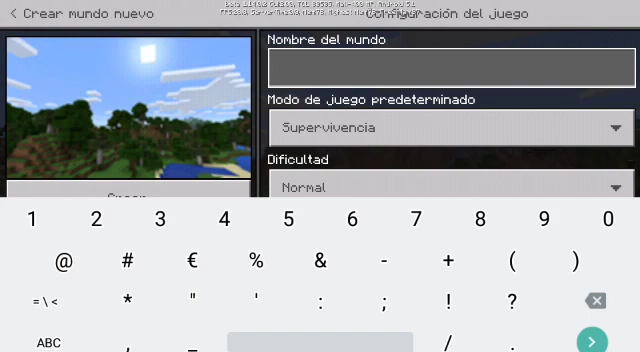 Crear mundo nuevo
Configuración del juego
Nombre del mundo
Modo de juego predeterminado
Supervivencia
Dificultad
Normal
Crear
1 2 3 4 5 6 7 8 9 0
@ # € % & - + ( )
=\< * " ' : ; ! ?
ABC , _ / .